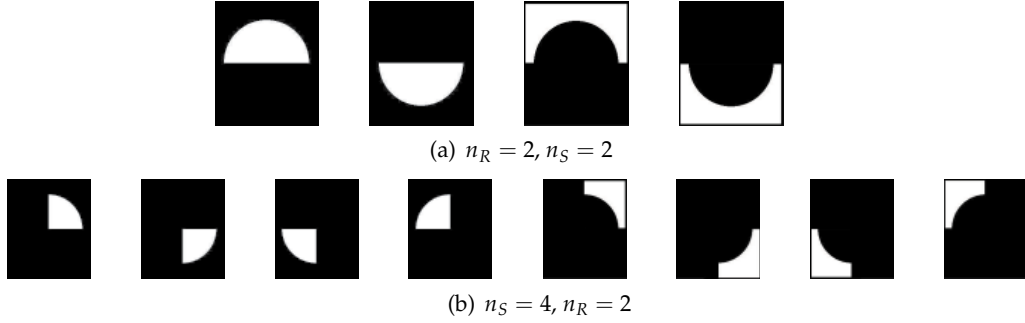 (a) n_R = 2, n_S = 2
(b) n_S = 4, n_R = 2